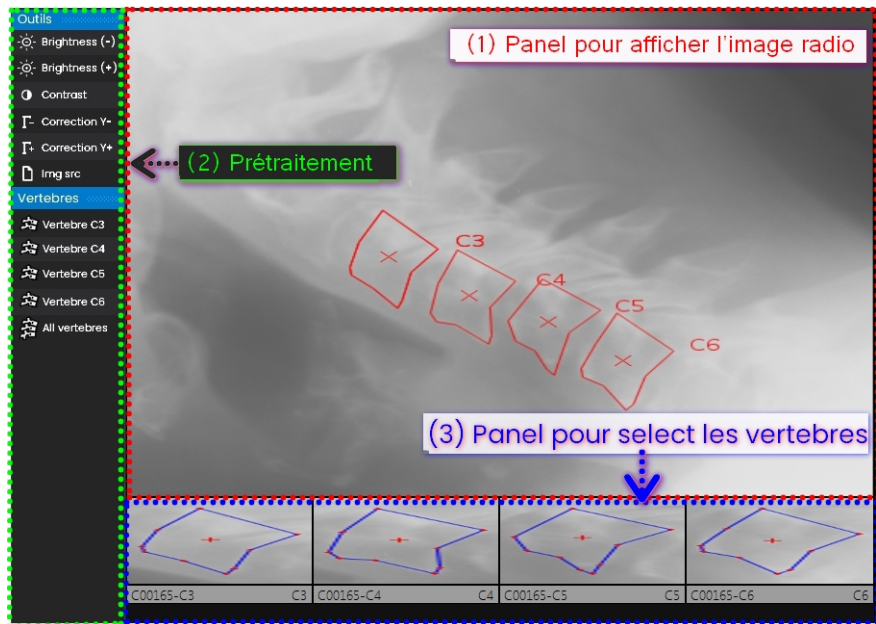 Outils
Brightness (-)
Brightness (+)
Contrast
Correction Y-
Correction Y+
Img src
Vertebres
Vertebre C3
Vertebre C4
Vertebre C5
Vertebre C6
All vertebres
(1) Panel pour afficher l'image radio
(2) Prétraitement
C3
C4
C5
C6
(3) Panel pour select les vertebres
C00165-C3 C3
C00165-C4 C4
C00165-C5 C5
C00165-C6 C6